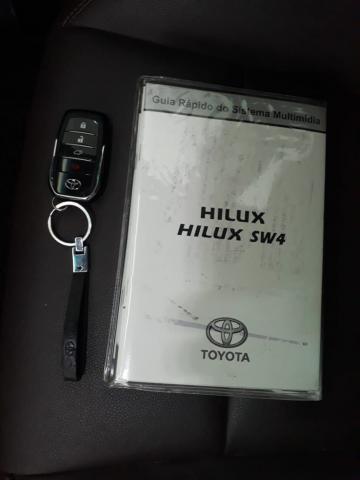 Guia Rápido do Sistema Multimídia
HILUX
HILUX SW4
TOYOTA